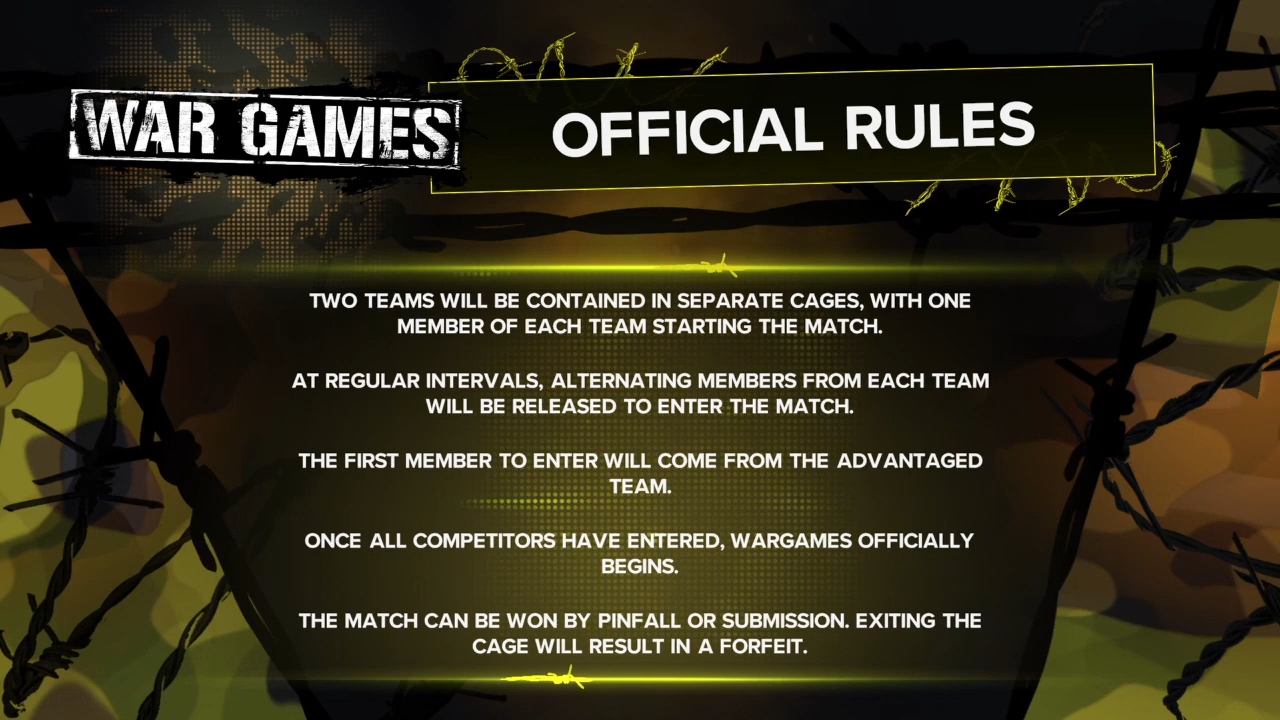 WAR GAMES
OFFICIAL RULES
TWO TEAMS WILL BE CONTAINED IN SEPARATE CAGES, WITH ONE
MEMBER OF EACH TEAM STARTING THE MATCH.
AT REGULAR INTERVALS, ALTERNATING MEMBERS FROM EACH TEAM
WILL BE RELEASED TO ENTER THE MATCH.
THE FIRST MEMBER TO ENTER WILL COME FROM THE ADVANTAGED
TEAM.
ONCE ALL COMPETITORS HAVE ENTERED, WARGAMES OFFICIALLY
BEGINS.
THE MATCH CAN BE WON BY PINFALL OR SUBMISSION. EXITING THE
CAGE WILL RESULT IN A FORFEIT.